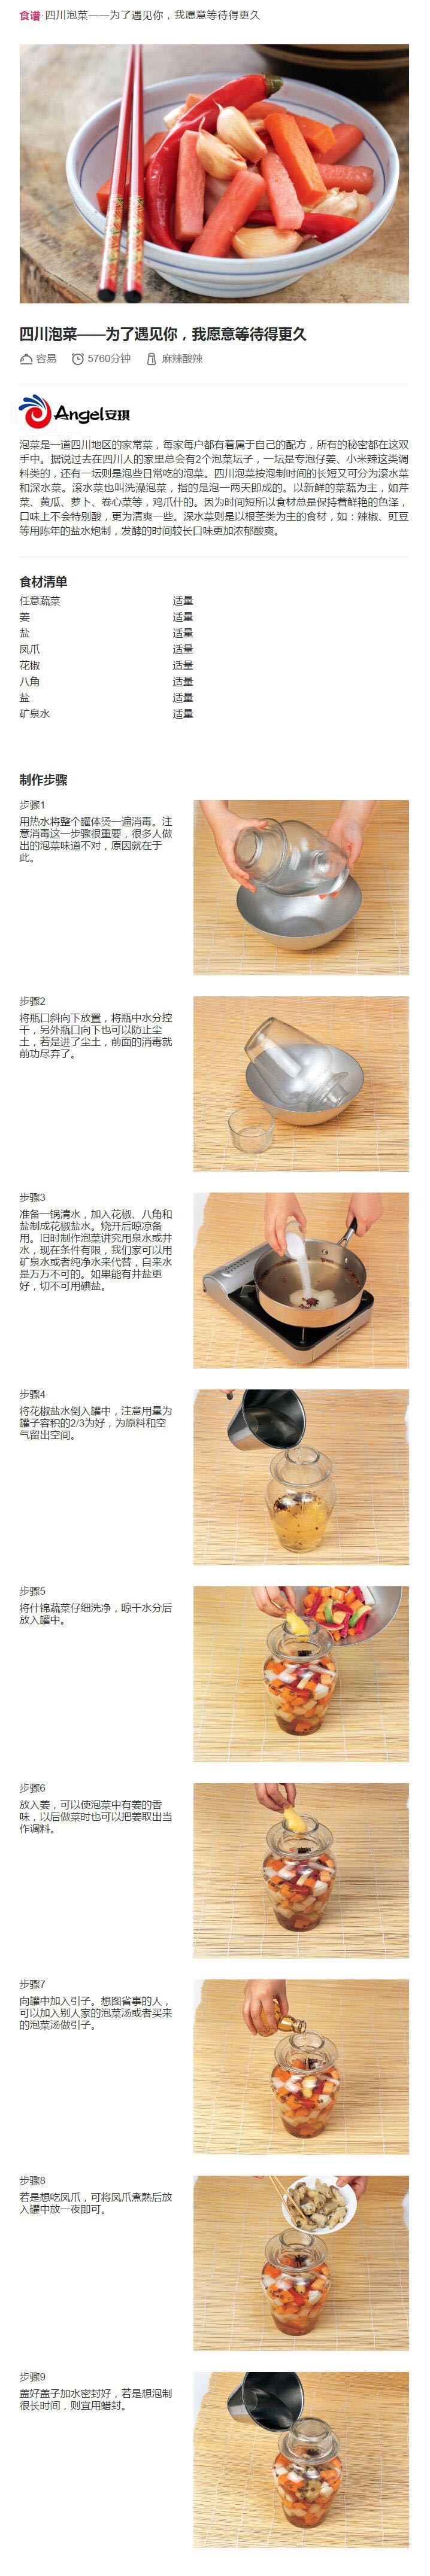 食谱·四川泡菜——为了遇见你，我愿意等待得更久
四川泡菜——为了遇见你，我愿意等待得更久
容易 5760分钟 麻辣酸辣
Angel安琪
泡菜是一道四川地区的家常菜，每家每户都有着属于自己的配方，所有的秘密都在这双
手中。据说过去在四川人的家里总会有2个泡菜坛子，一坛是专泡仔姜、小米辣这类调
料类的，还有一坛则是泡些日常吃的泡菜。四川泡菜按泡制时间的长短又可分为滚水菜
和深水菜。滚水菜也叫洗澡泡菜，指的是泡一两天即成的。以新鲜的菜蔬为主，如芹
菜、黄瓜、萝卜、卷心菜等，鸡爪什的。因为时间短所以食材总是保持着鲜艳的色泽，
口味上不会特别酸，更为清爽一些。深水菜则是以根茎类为主的食材，如：辣椒、豇豆
等用陈年的盐水炮制，发酵的时间较长口味更加浓郁酸爽。
食材清单
任意蔬菜 适量
姜 适量
盐 适量
凤爪 适量
花椒 适量
八角 适量
盐 适量
矿泉水 适量
制作步骤
步骤1
用热水将整个罐体烫一遍消毒。注
意消毒这一步骤很重要，很多人做
出的泡菜味道不对，原因就在于
此。
步骤2
将瓶口斜向下放置，将瓶中水分控
干，另外瓶口向下也可以防止尘
土，若是进了尘土，前面的消毒就
前功尽弃了。
步骤3
准备一锅清水，加入花椒、八角和
盐制成花椒盐水。烧开后晾凉备
用。旧时制作泡菜讲究用泉水或井
水，现在条件有限，我们家可以用
矿泉水或者纯净水来代替，自来水
是万万不可的。如果能有井盐更
好，切不可用碘盐。
步骤4
将花椒盐水倒入罐中，注意用量为
罐子容积的2/3为好，为原料和空
气留出空间。
步骤5
将什锦蔬菜仔细洗净，晾干水分后
放入罐中。
步骤6
放入姜，可以使泡菜中有姜的香
味，以后做菜时也可以把姜取出当
作调料。
步骤7
向罐中加入引子。想图省事的人，
可以加入别人家的泡菜汤或者买来
的泡菜汤做引子。
步骤8
若是想吃凤爪，可将凤爪煮熟后放
入罐中放一夜即可。
步骤9
盖好盖子加水密封好，若是想泡制
很长时间，则宜用蜡封。